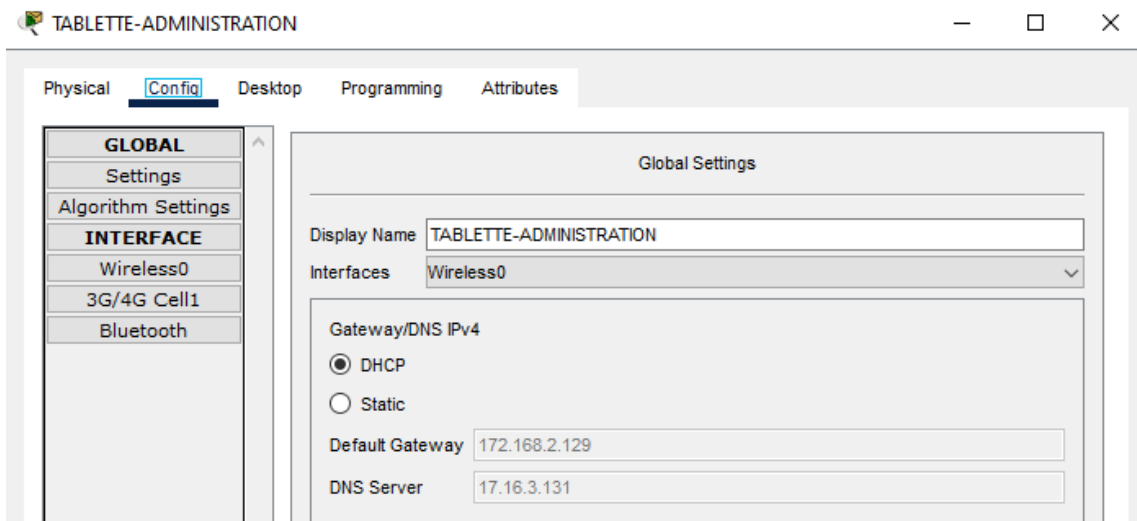 TABLETTE-ADMINISTRATION
Physical Config Desktop Programming Attributes
GLOBAL
Settings
Algorithm Settings
INTERFACE
Wireless0
3G/4G Cell1
Bluetooth
Global Settings
Display Name TABLETTE-ADMINISTRATION
Interfaces Wireless0
Gateway/DNS IPv4
DHCP
Static
Default Gateway 172.168.2.129
DNS Server 17.16.3.131